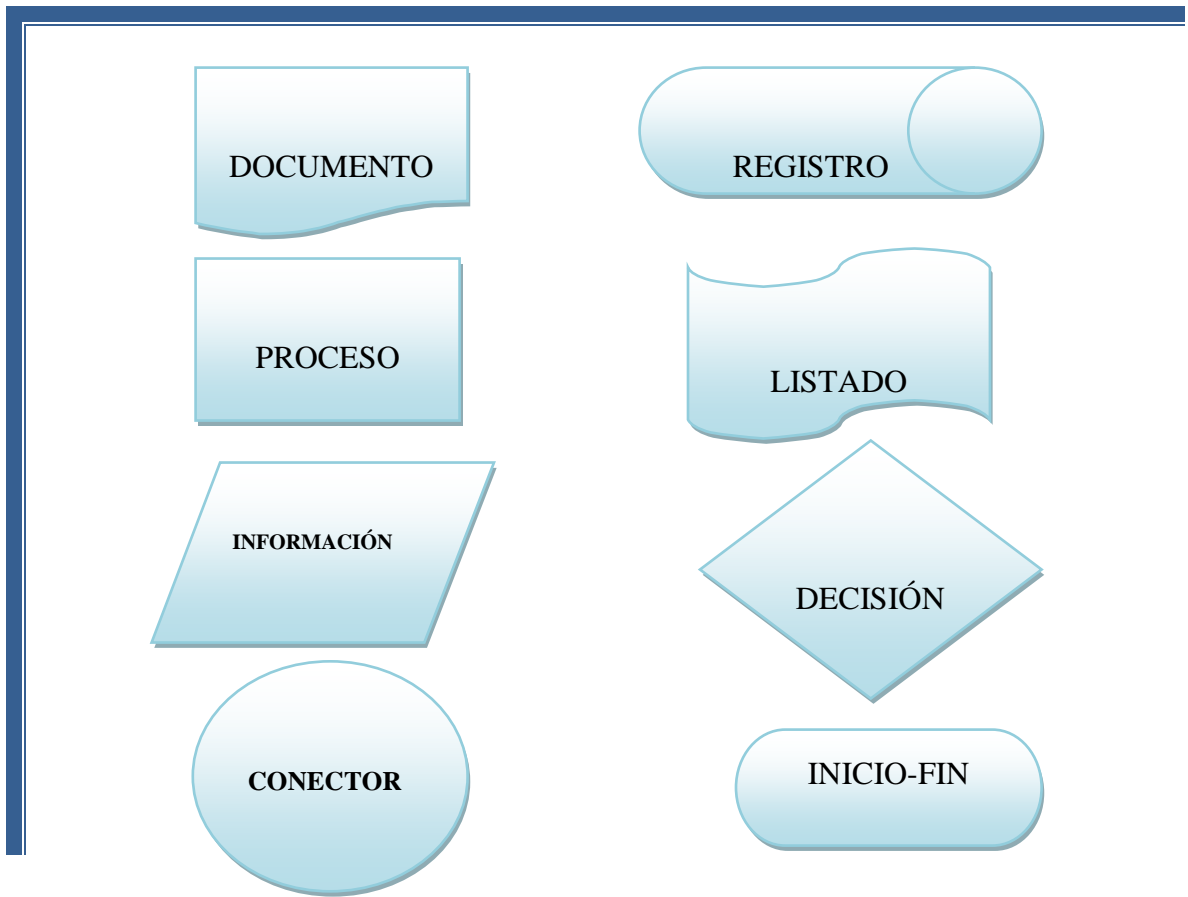 DOCUMENTO
REGISTRO
PROCESO
LISTADO
INFORMACIÓN
DECISIÓN
CONECTOR
INICIO-FIN